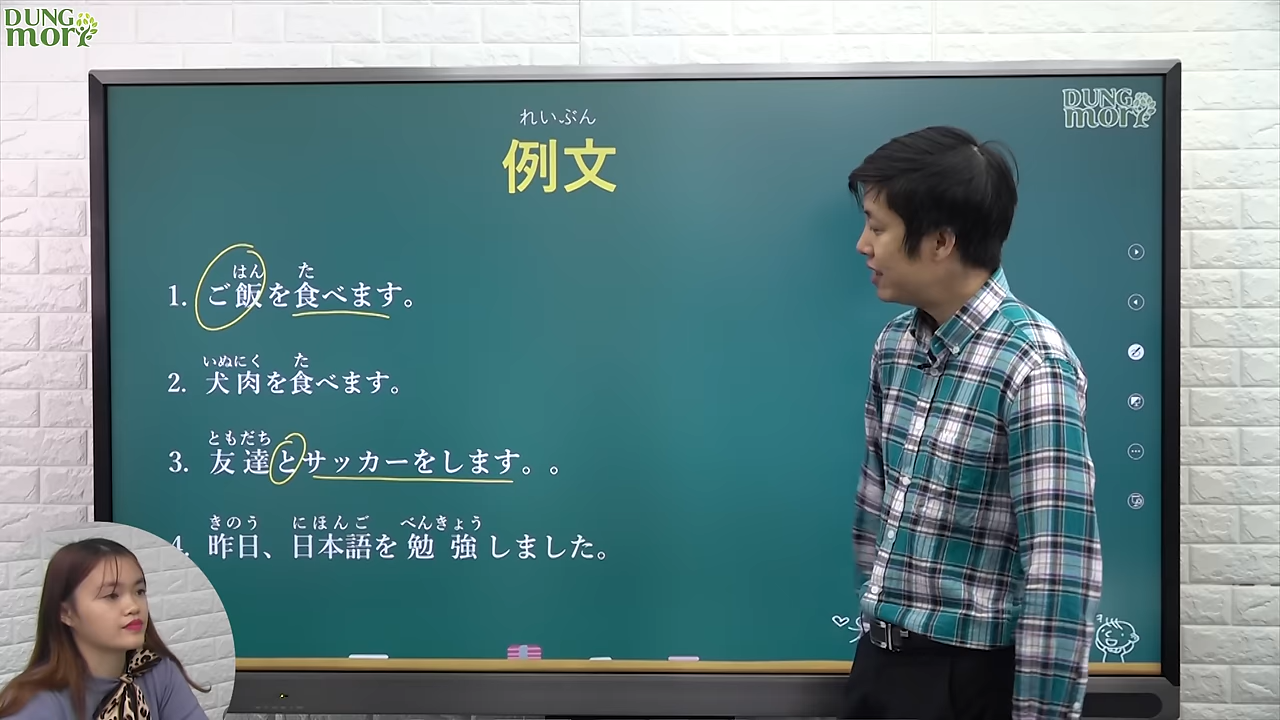 DUNG
mori
DUNG
mori
れいぶん
例文
はん た
1. ご飯を食べます。
いぬにく た
2. 犬肉を食べます。
ともだち
3. 友達とサッカーをします。。
きのう にほんご べんきょう
4. 昨日、日本語を勉強しました。